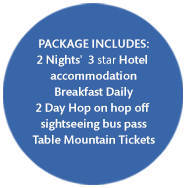 PACKAGE INCLUDES:
2 Nights'  3 star Hotel
accommodation
Breakfast Daily
2 Day Hop on hop off
sightseeing bus pass
Table Mountain Tickets